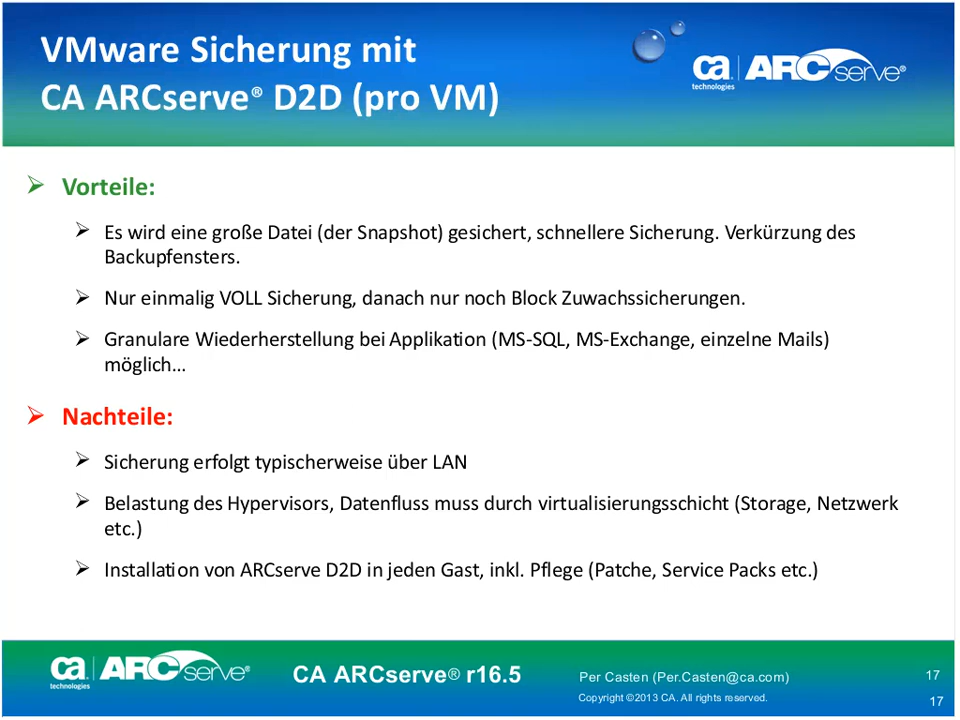 VMware Sicherung mit
CA ARCserve® D2D (pro VM)
ca
technologies
ARCserve®
Vorteile:
Es wird eine große Datei (der Snapshot) gesichert, schnellere Sicherung. Verkürzung des
Backupfensters.
Nur einmalig VOLL Sicherung, danach nur noch Block Zuwachssicherungen.
Granulare Wiederherstellung bei Applikation (MS-SQL, MS-Exchange, einzelne Mails)
möglich...
Nachteile:
Sicherung erfolgt typischerweise über LAN
Belastung des Hypervisors, Datenfluss muss durch virtualisierungsschicht (Storage, Netzwerk
etc.)
Installation von ARCserve D2D in jeden Gast, inkl. Pflege (Patche, Service Packs etc.)
ca
technologies
ARCserve®
CA ARCserve® r16.5
Per Casten (Per.Casten@ca.com)
17
Copyright ©2013 CA. All rights reserved.
17